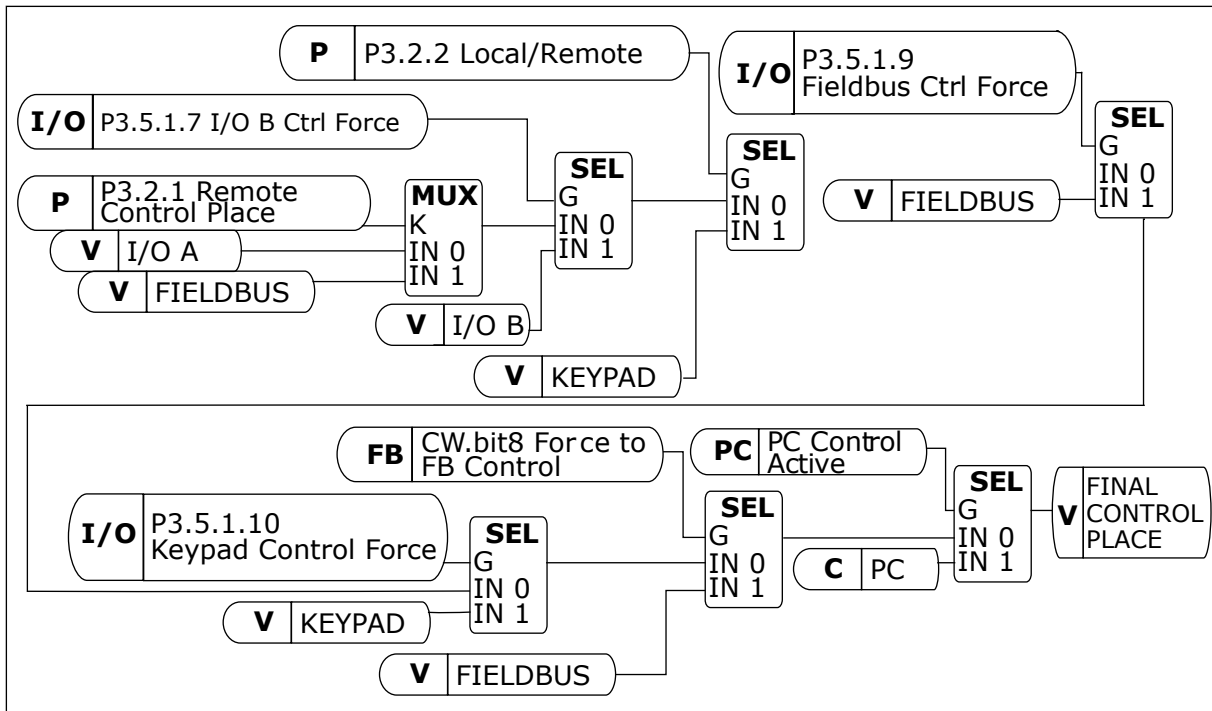 P P3.2.2 Local/Remote
I/O P3.5.1.9
Fieldbus Ctrl Force
I/O P3.5.1.7 I/O B Ctrl Force
P P3.2.1 Remote
Control Place
V I/O A
V FIELDBUS
MUX
K
IN 0
IN 1
SEL
G
IN 0
IN 1
V I/O B
SEL
G
IN 0
IN 1
V KEYPAD
V FIELDBUS
SEL
G
IN 0
IN 1
FB CW.bit8 Force to
FB Control
PC PC Control
Active
I/O P3.5.1.10
Keypad Control Force
V KEYPAD
SEL
G
IN 0
IN 1
V FIELDBUS
SEL
G
IN 0
IN 1
C PC
SEL
G
IN 0
IN 1
V FINAL
CONTROL
PLACE